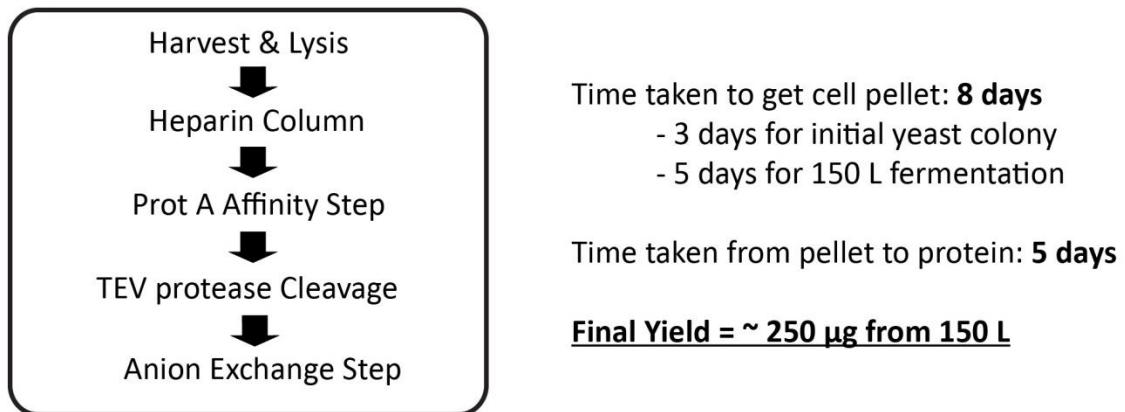 Harvest & Lysis
Heparin Column
Prot A Affinity Step
TEV protease Cleavage
Anion Exchange Step
Time taken to get cell pellet: 8 days
- 3 days for initial yeast colony
- 5 days for 150 L fermentation
Time taken from pellet to protein: 5 days
Final Yield = ~ 250 µg from 150 L